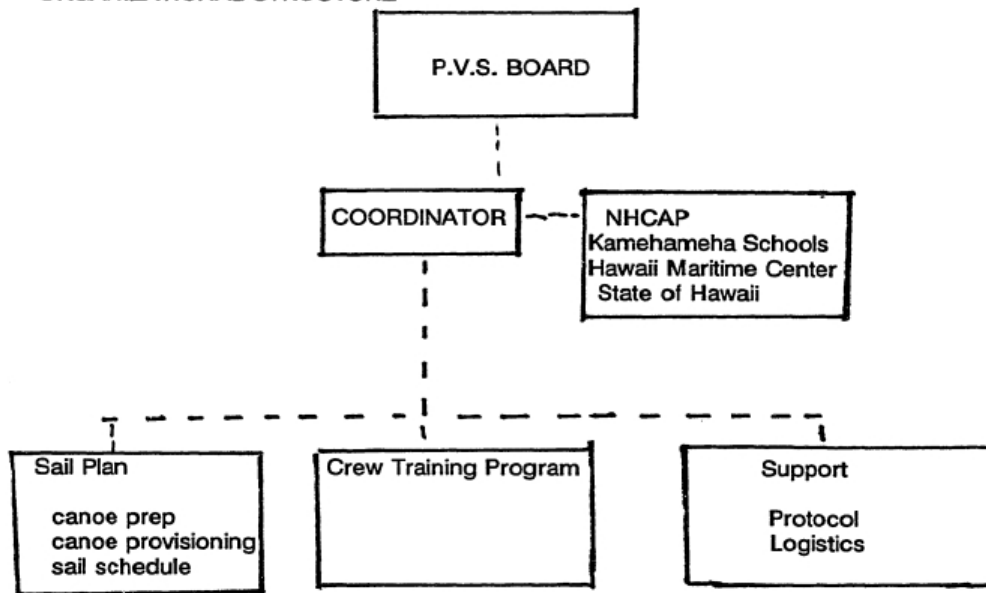 P.V.S. BOARD
COORDINATOR
NHCAP
Kamehameha Schools
Hawaii Maritime Center
State of Hawaii
Sail Plan
canoe prep
canoe provisioning
sail schedule
Crew Training Program
Support
Protocol
Logistics